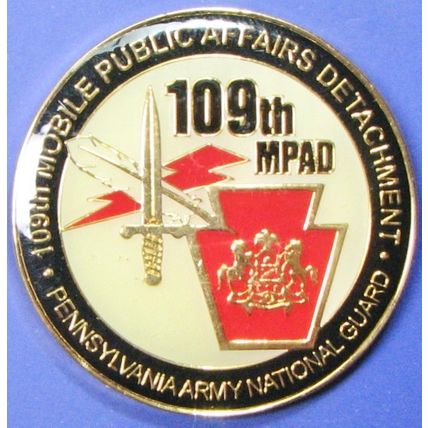 109th MOBILE PUBLIC AFFAIRS DETACHMENT
109th
MPAD
PENNSYLVANIA ARMY NATIONAL GUARD